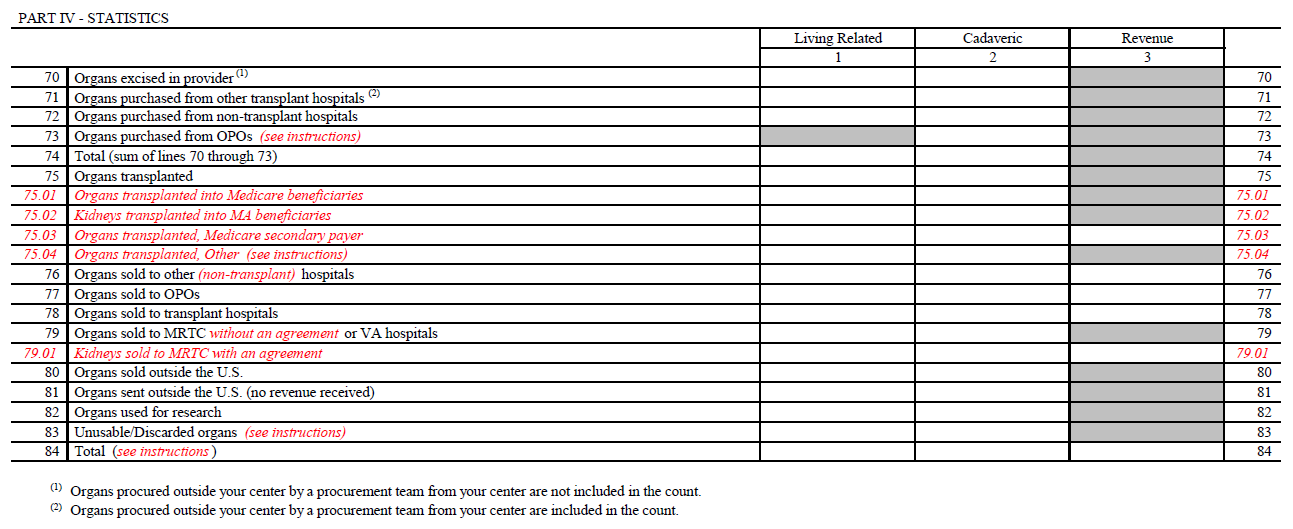 PART IV - STATISTICS
Living Related Cadaveric Revenue
1 2 3
70 Organs excised in provider (1) 70
71 Organs purchased from other transplant hospitals (2) 71
72 Organs purchased from non-transplant hospitals 72
73 Organs purchased from OPOs (see instructions) 73
74 Total (sum of lines 70 through 73) 74
75 Organs transplanted 75
75.01 Organs transplanted into Medicare beneficiaries 75.01
75.02 Kidneys transplanted into MA beneficiaries 75.02
75.03 Organs transplanted, Medicare secondary payer 75.03
75.04 Organs transplanted, Other (see instructions) 75.04
76 Organs sold to other (non-transplant) hospitals 76
77 Organs sold to OPOs 77
78 Organs sold to transplant hospitals 78
79 Organs sold to MRTC without an agreement or VA hospitals 79
79.01 Kidneys sold to MRTC with an agreement 79.01
80 Organs sold outside the U.S. 80
81 Organs sent outside the U.S. (no revenue received) 81
82 Organs used for research 82
83 Unusable/Discarded organs (see instructions) 83
84 Total (see instructions ) 84
(1) Organs procured outside your center by a procurement team from your center are not included in the count.
(2) Organs procured outside your center by a procurement team from your center are included in the count.